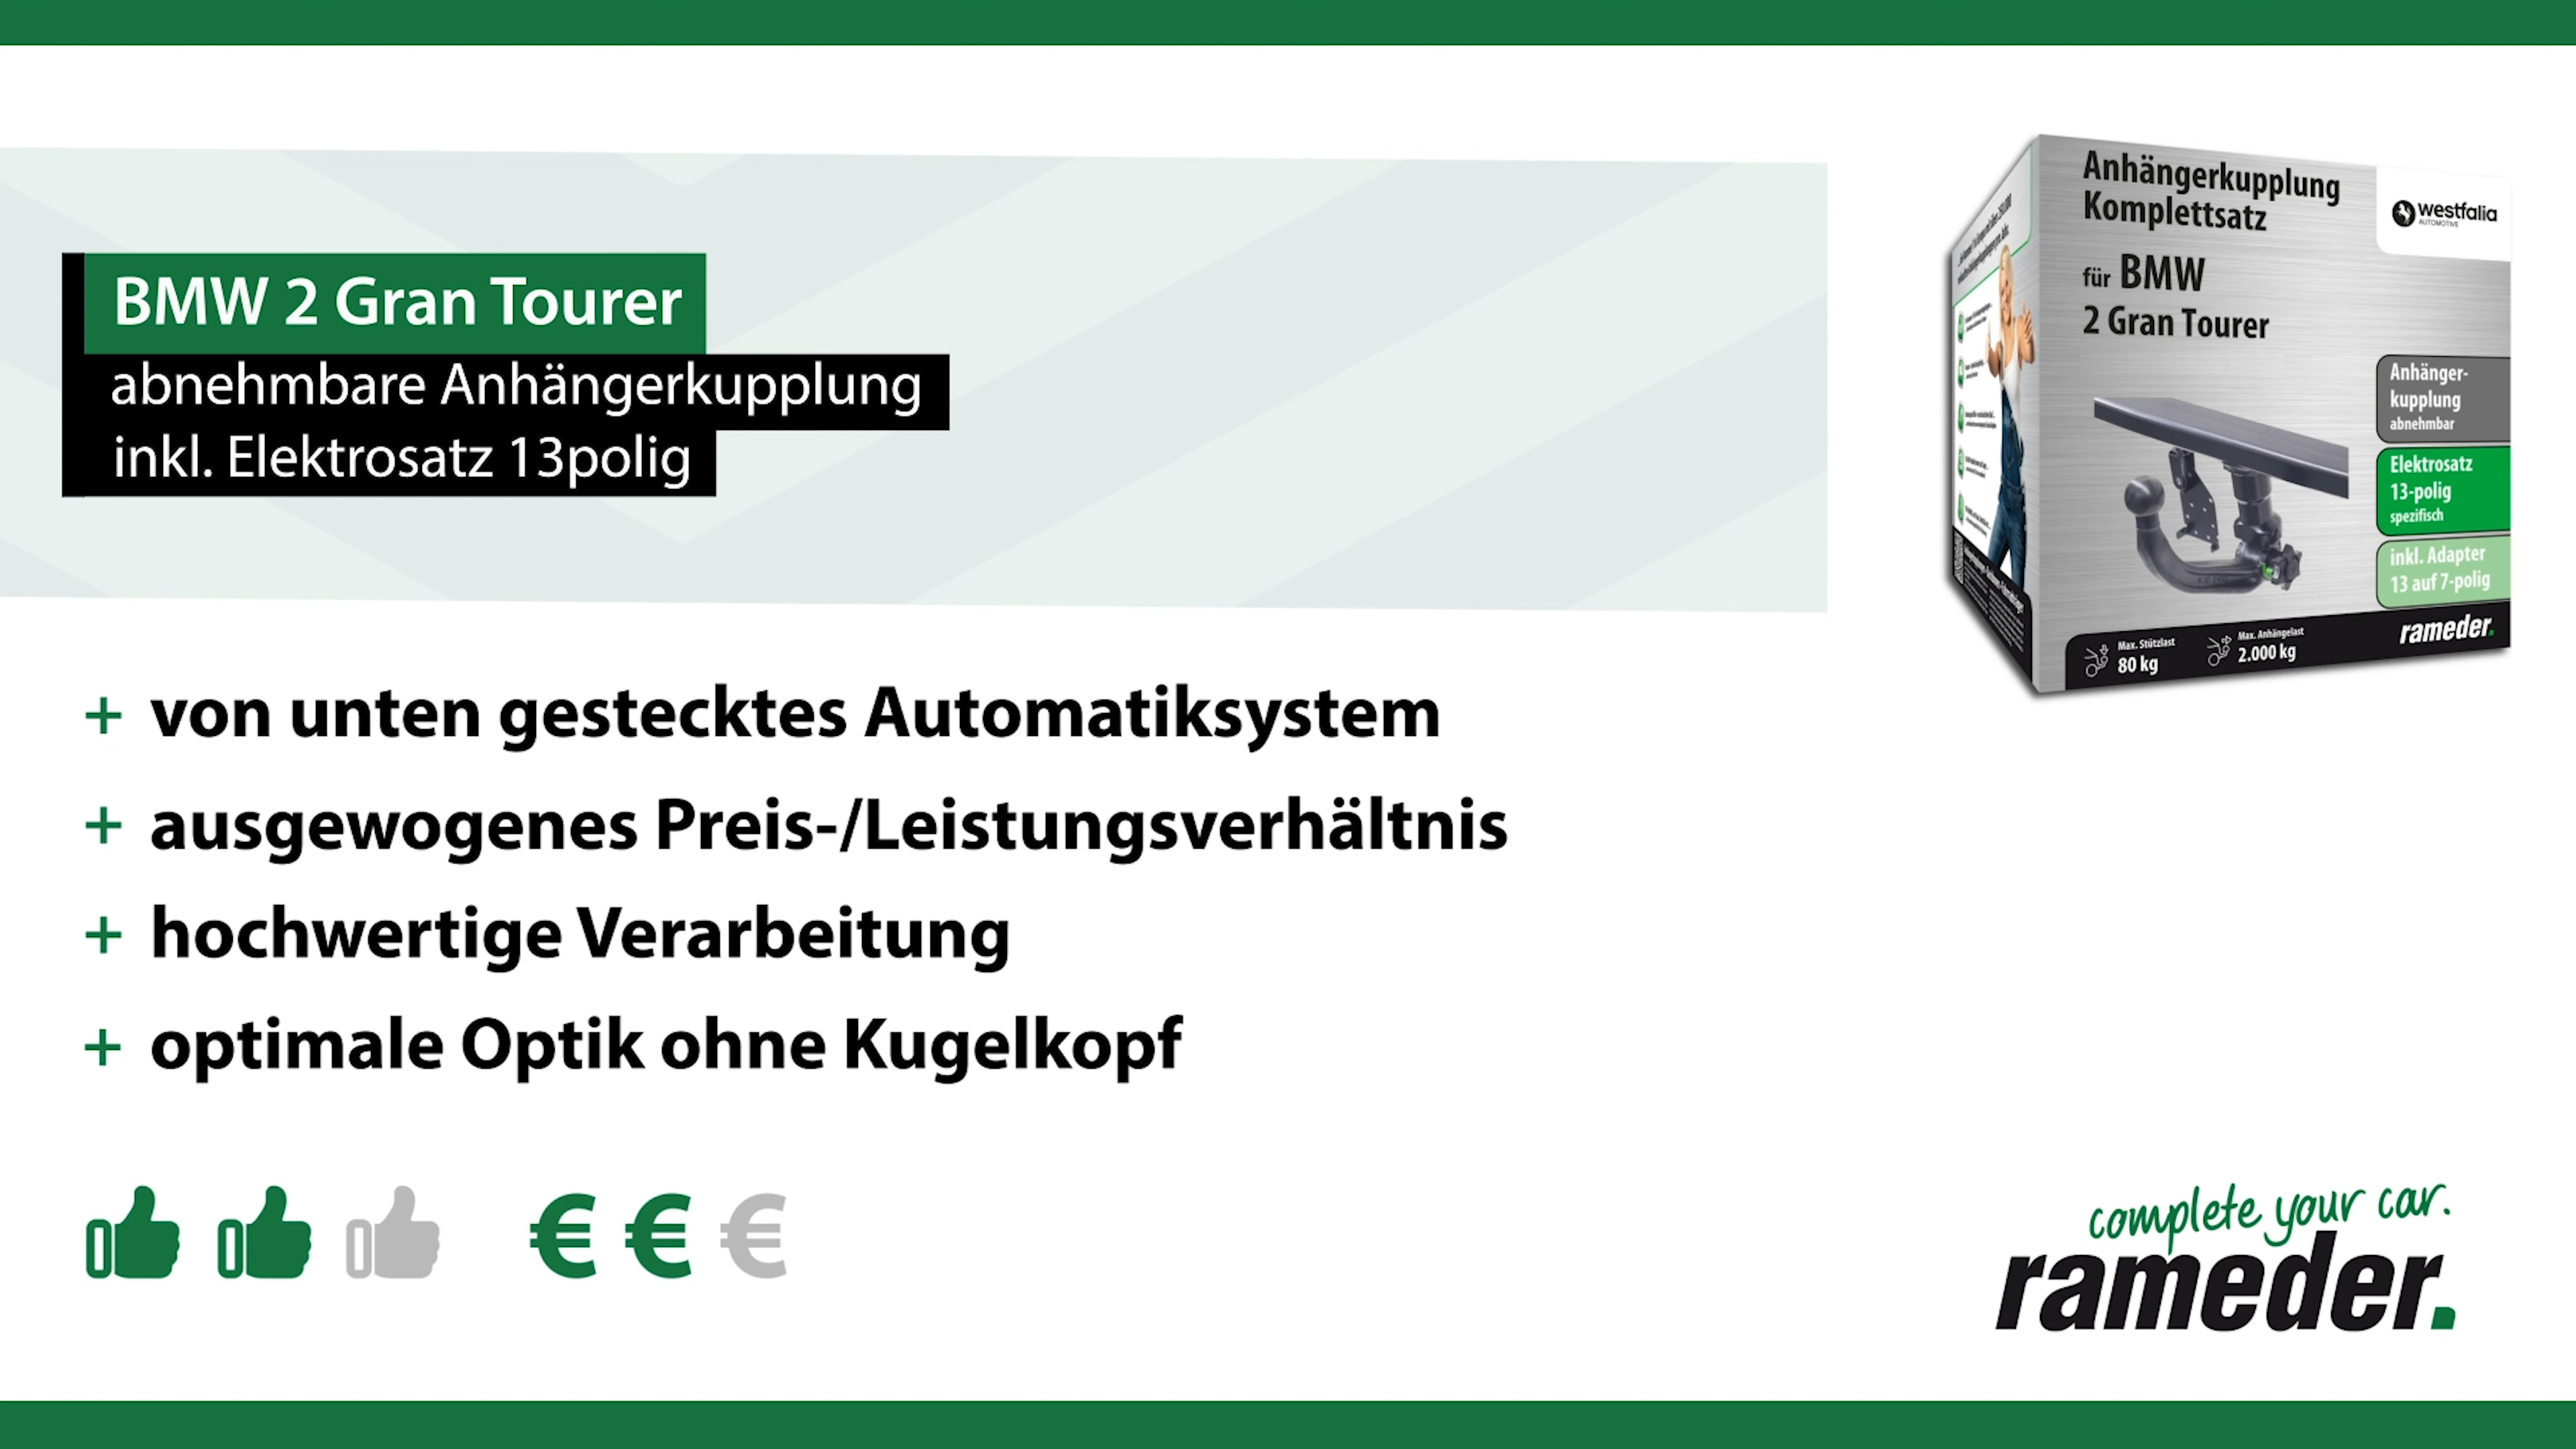 BMW 2 Gran Tourer
abnehmbare Anhängerkupplung
inkl. Elektrosatz 13polig
+ von unten gestecktes Automatiksystem
+ ausgewogenes Preis-/Leistungsverhältnis
+ hochwertige Verarbeitung
+ optimale Optik ohne Kugelkopf
€ € €
Anhängerkupplung
Komplettsatz
für BMW
2 Gran Tourer
westfalia
AUTOMOTIVE
Anhänger-
kupplung
abnehmbar
Elektrosatz
13-polig
spezifisch
inkl. Adapter
13 auf 7-polig
Max. Stützlast
80 kg
Max. Anhängelast
2.000 kg
rameder.
complete your car.
rameder.